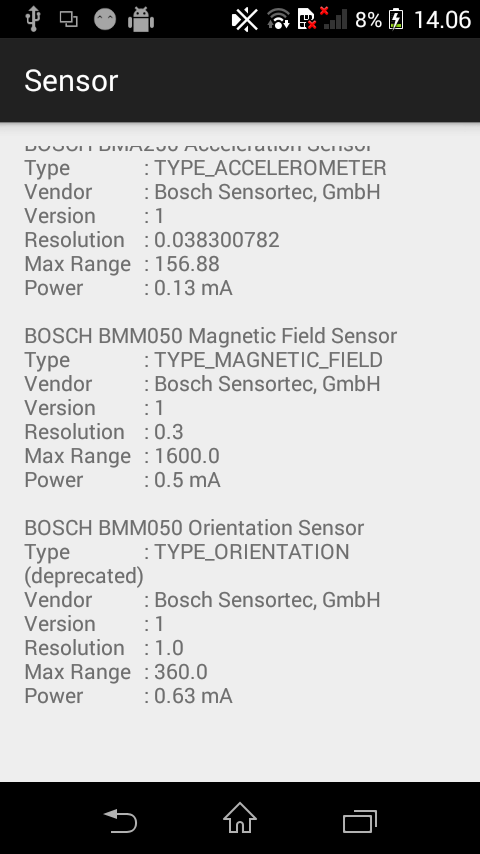 8% 14.06
Sensor
BOSCH BMA250 Acceleration Sensor
Type : TYPE_ACCELEROMETER
Vendor : Bosch Sensortec, GmbH
Version : 1
Resolution : 0.038300782
Max Range : 156.88
Power : 0.13 mA
BOSCH BMM050 Magnetic Field Sensor
Type : TYPE_MAGNETIC_FIELD
Vendor : Bosch Sensortec, GmbH
Version : 1
Resolution : 0.3
Max Range : 1600.0
Power : 0.5 mA
BOSCH BMM050 Orientation Sensor
Type : TYPE_ORIENTATION
(deprecated)
Vendor : Bosch Sensortec, GmbH
Version : 1
Resolution : 1.0
Max Range : 360.0
Power : 0.63 mA